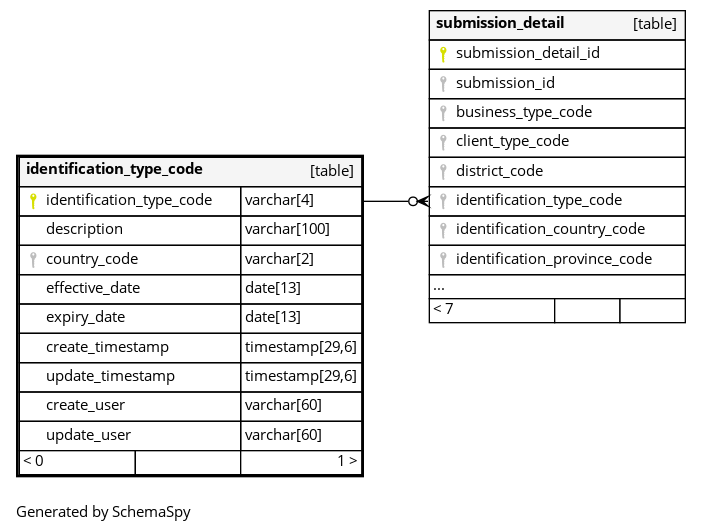 submission_detail [table]
submission_detail_id
submission_id
business_type_code
client_type_code
district_code
identification_type_code
identification_country_code
identification_province_code
...
< 7
identification_type_code [table]
identification_type_code varchar[4]
description varchar[100]
country_code varchar[2]
effective_date date[13]
expiry_date date[13]
create_timestamp timestamp[29,6]
update_timestamp timestamp[29,6]
create_user varchar[60]
update_user varchar[60]
< 0 1 >
Generated by SchemaSpy